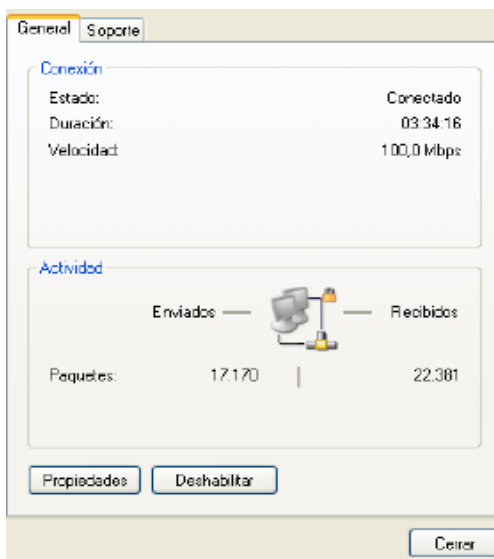 General Soporte
Conexión
Estado: Conectado
Duración: 03:34:16
Velocidad: 100,0 Mbps
Actividad
Enviados Recibidos
Paquetes: 17.170 22.381
Propiedades Deshabilitar
Cerrar